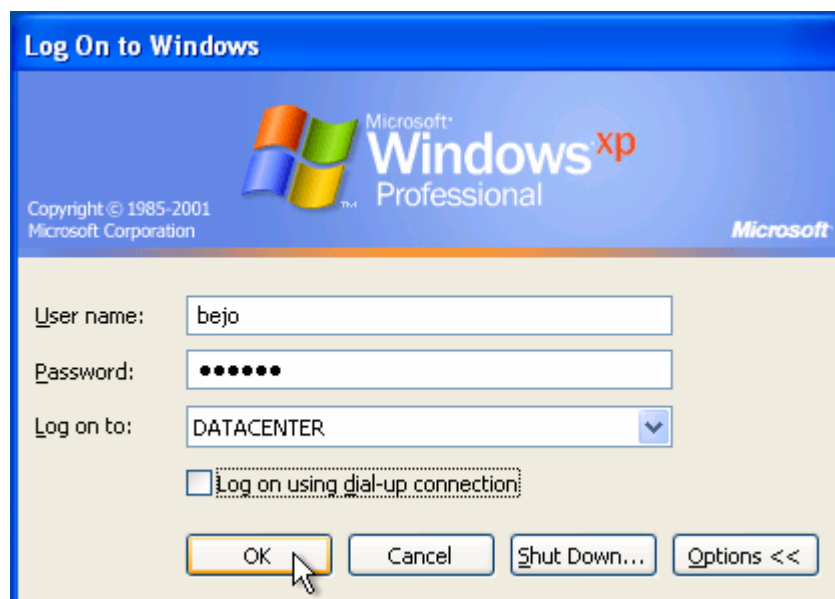 Log On to Windows
Microsoft
Windows xp
Professional
TM
Copyright © 1985-2001
Microsoft Corporation
Microsoft
User name: bejo
Password: ●●●●●●
Log on to: DATACENTER
Log on using dial-up connection
OK Cancel Shut Down... Options <<